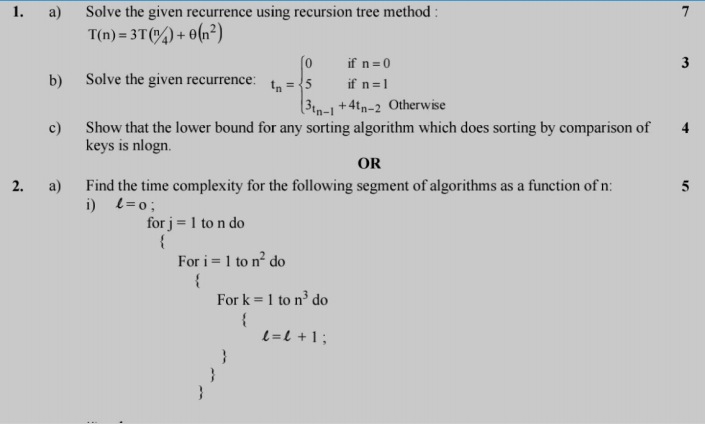 1. a) Solve the given recurrence using recursion tree method : 7
T(n) = 3T(n/4) + θ(n²)
b) Solve the given recurrence: tₙ = {0 if n = 0 3
5 if n = 1
3tₙ₋₁ + 4tₙ₋₂ Otherwise
c) Show that the lower bound for any sorting algorithm which does sorting by comparison of 4
keys is nlogn.
OR
2. a) Find the time complexity for the following segment of algorithms as a function of n: 5
i) ℓ = o ;
for j = 1 to n do
{
For i = 1 to n² do
{
For k = 1 to n³ do
{
ℓ = ℓ + 1 ;
}
}
}